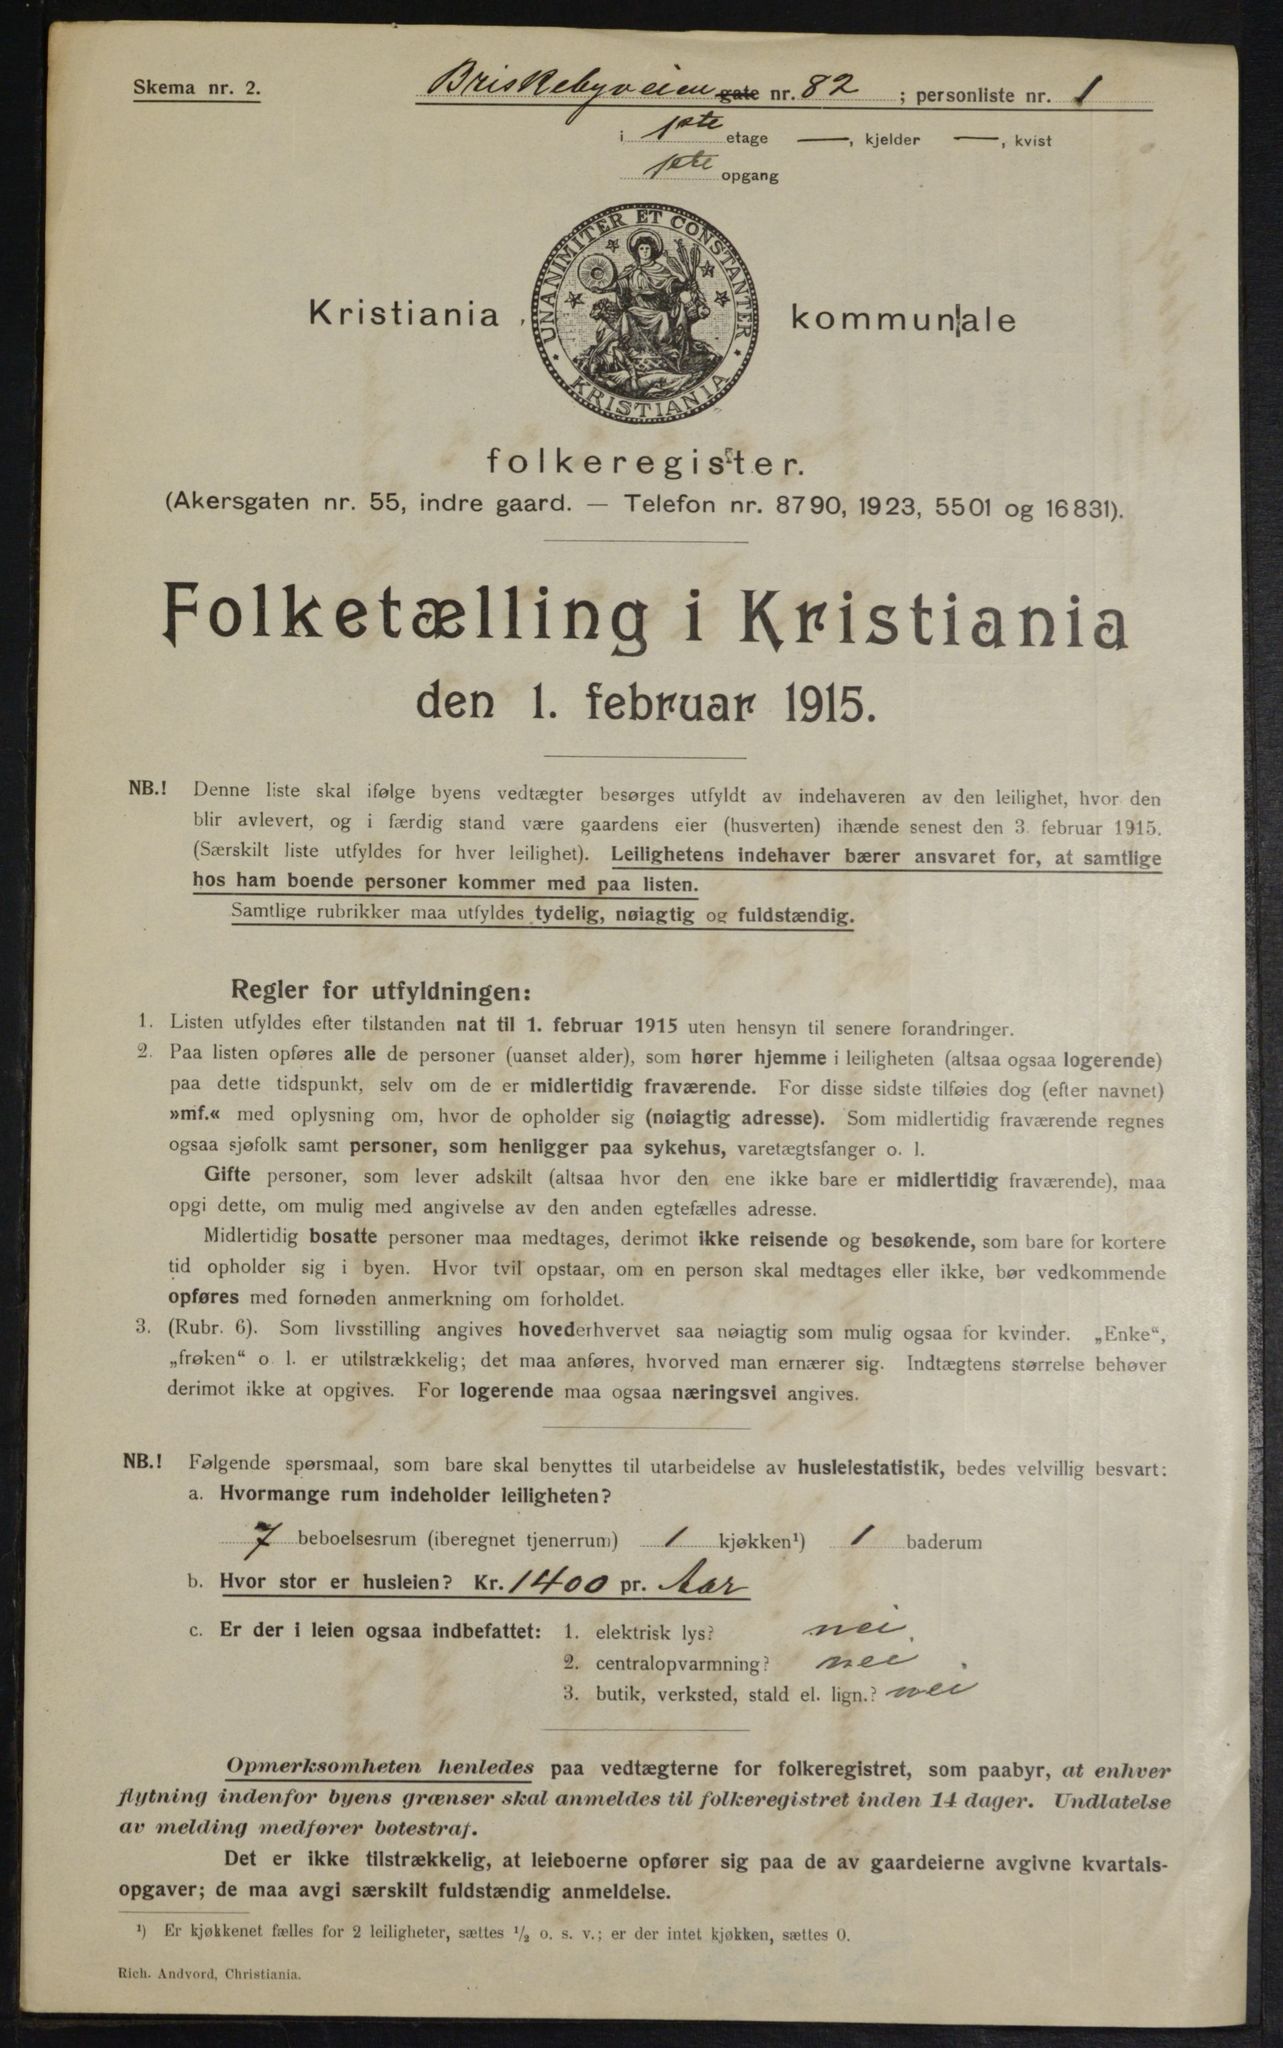 Skema nr. 2.
Briskebyveien gate nr. 82 ; personliste nr. 1
i 1ste etage —, kjelder —, kvist
1ste opgang
UNANIMITER ET CONSTANTER
KRISTIANIA
Kristiania kommunale
folkeregister.
(Akersgaten nr. 55, indre gaard. — Telefon nr. 8790, 1923, 5501 og 16831).
Folketælling i Kristiania
den 1. februar 1915.
NB.! Denne liste skal ifølge byens vedtægter besørges utfyldt av indehaveren av den leilighet, hvor den
blir avlevert, og i færdig stand være gaardens eier (husverten) ihænde senest den 3. februar 1915.
(Særskilt liste utfyldes for hver leilighet). Leilighetens indehaver bærer ansvaret for, at samtlige
hos ham boende personer kommer med paa listen.
Samtlige rubrikker maa utfyldes tydelig, nøiagtig og fuldstændig.
Regler for utfyldningen:
1. Listen utfyldes efter tilstanden nat til 1. februar 1915 uten hensyn til senere forandringer.
2. Paa listen opføres alle de personer (uanset alder), som hører hjemme i leiligheten (altsaa ogsaa logerende)
paa dette tidspunkt, selv om de er midlertidig fraværende. For disse sidste tilføies dog (efter navnet)
»mf.« med oplysning om, hvor de opholder sig (nøiagtig adresse). Som midlertidig fraværende regnes
ogsaa sjøfolk samt personer, som henligger paa sykehus, varetægtsfanger o. l.
Gifte personer, som lever adskilt (altsaa hvor den ene ikke bare er midlertidig fraværende), maa
opgi dette, om mulig med angivelse av den anden egtefælles adresse.
Midlertidig bosatte personer maa medtages, derimot ikke reisende og besøkende, som bare for kortere
tid opholder sig i byen. Hvor tvil opstaar, om en person skal medtages eller ikke, bør vedkommende
opføres med fornøden anmerkning om forholdet.
3. (Rubr. 6). Som livsstilling angives hovederhvervet saa nøiagtig som mulig ogsaa for kvinder. „Enke“,
„frøken“ o. l. er utilstrækkelig; det maa anføres, hvorved man ernærer sig. Indtægtens størrelse behøver
derimot ikke at opgives. For logerende maa ogsaa næringsvei angives.
NB.! Følgende spørsmaal, som bare skal benyttes til utarbeidelse av husleiestatistik, bedes velvillig besvart:
a. Hvormange rum indeholder leiligheten?
7 beboelsesrum (iberegnet tjenerrum) 1 kjøkken¹) 1 baderum
b. Hvor stor er husleien? Kr. 1400 pr. Aar
c. Er der i leien ogsaa indbefattet: 1. elektrisk lys? nei.
2. centralopvarmning? nei
3. butik, verksted, stald el. lign.? nei
Opmerksomheten henledes paa vedtægterne for folkeregistret, som paabyr, at enhver
flytning indenfor byens grænser skal anmeldes til folkeregistret inden 14 dager. Undlatelse
av melding medfører botestraf.
Det er ikke tilstrækkelig, at leieboerne opfører sig paa de av gaardeierne avgivne kvartals-
opgaver; de maa avgi særskilt fuldstændig anmeldelse.
¹) Er kjøkkenet fælles for 2 leiligheter, sættes ½ o. s. v.; er der intet kjøkken, sættes 0.
Rich. Andvord, Christiania.